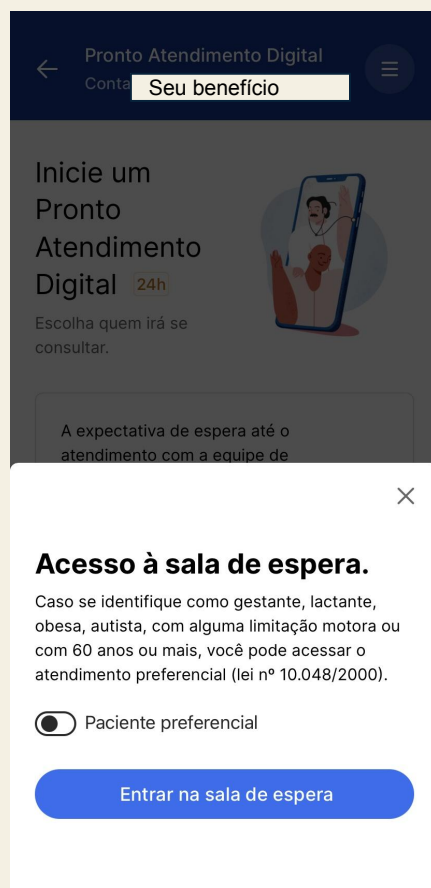 Pronto Atendimento Digital
Conta
Seu benefício
Inicie um
Pronto
Atendimento
Digital 24h
Escolha quem irá se
consultar.
A expectativa de espera até o
atendimento com a equipe de
Acesso à sala de espera.
Caso se identifique como gestante, lactante,
obesa, autista, com alguma limitação motora ou
com 60 anos ou mais, você pode acessar o
atendimento preferencial (lei nº 10.048/2000).
Paciente preferencial
Entrar na sala de espera